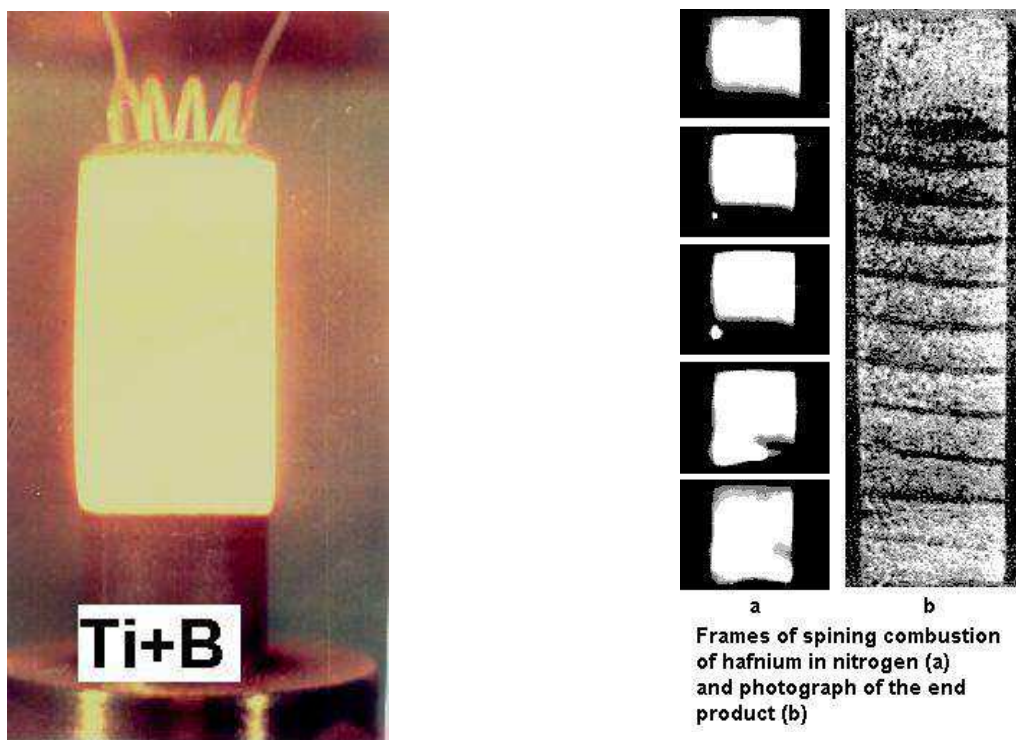 Ti+B
a b
Frames of spining combustion
of hafnium in nitrogen (a)
and photograph of the end
product (b)